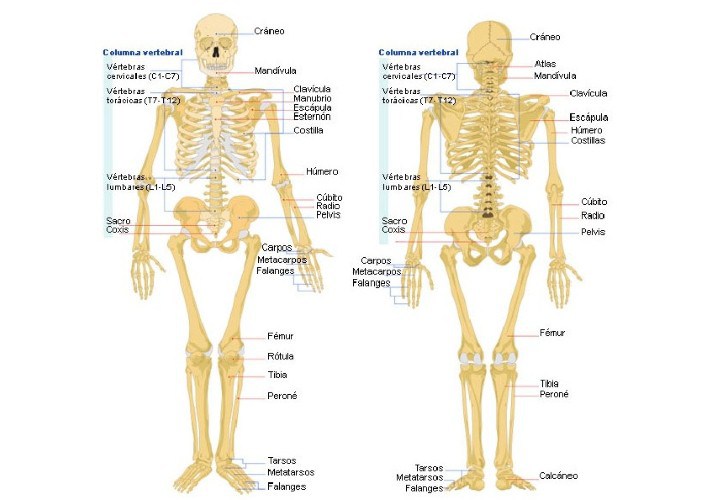 Cráneo
Columna vertebral
Vértebras
cervicales (C1-C7)
Mandívula
Vértebras
torácicas (T7-T12)
Clavícula
Manubrio
Escápula
Esternón
Costilla
Húmero
Vértebras
lumbares (L1-L5)
Cúbito
Radio
Pelvis
Sacro
Coxis
Carpos
Metacarpos
Falanges
Fémur
Rótula
Tibia
Peroné
Tarsos
Metatarsos
Falanges
Cráneo
Columna vertebral
Atlas
Vértebras
cervicales (C1-C7)
Mandívula
Vértebras
torácicas (T7-T12)
Clavícula
Escápula
Húmero
Costillas
Vértebras
lumbares (L1-L5)
Cúbito
Radio
Sacro
Coxis
Pelvis
Carpos
Metacarpos
Falanges
Fémur
Tibia
Peroné
Tarsos
Metatarsos
Falanges
Calcáneo